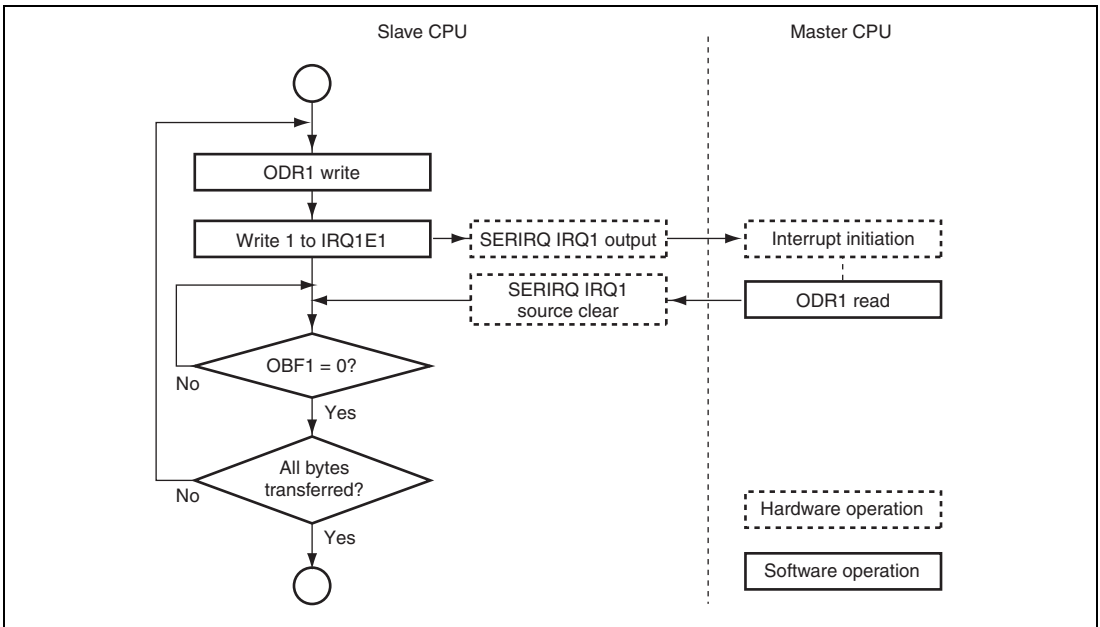 Slave CPU
Master CPU
ODR1 write
Write 1 to IRQ1E1
SERIRQ IRQ1 output
Interrupt initiation
SERIRQ IRQ1
source clear
ODR1 read
OBF1 = 0?
No
Yes
All bytes
transferred?
No
Yes
Hardware operation
Software operation